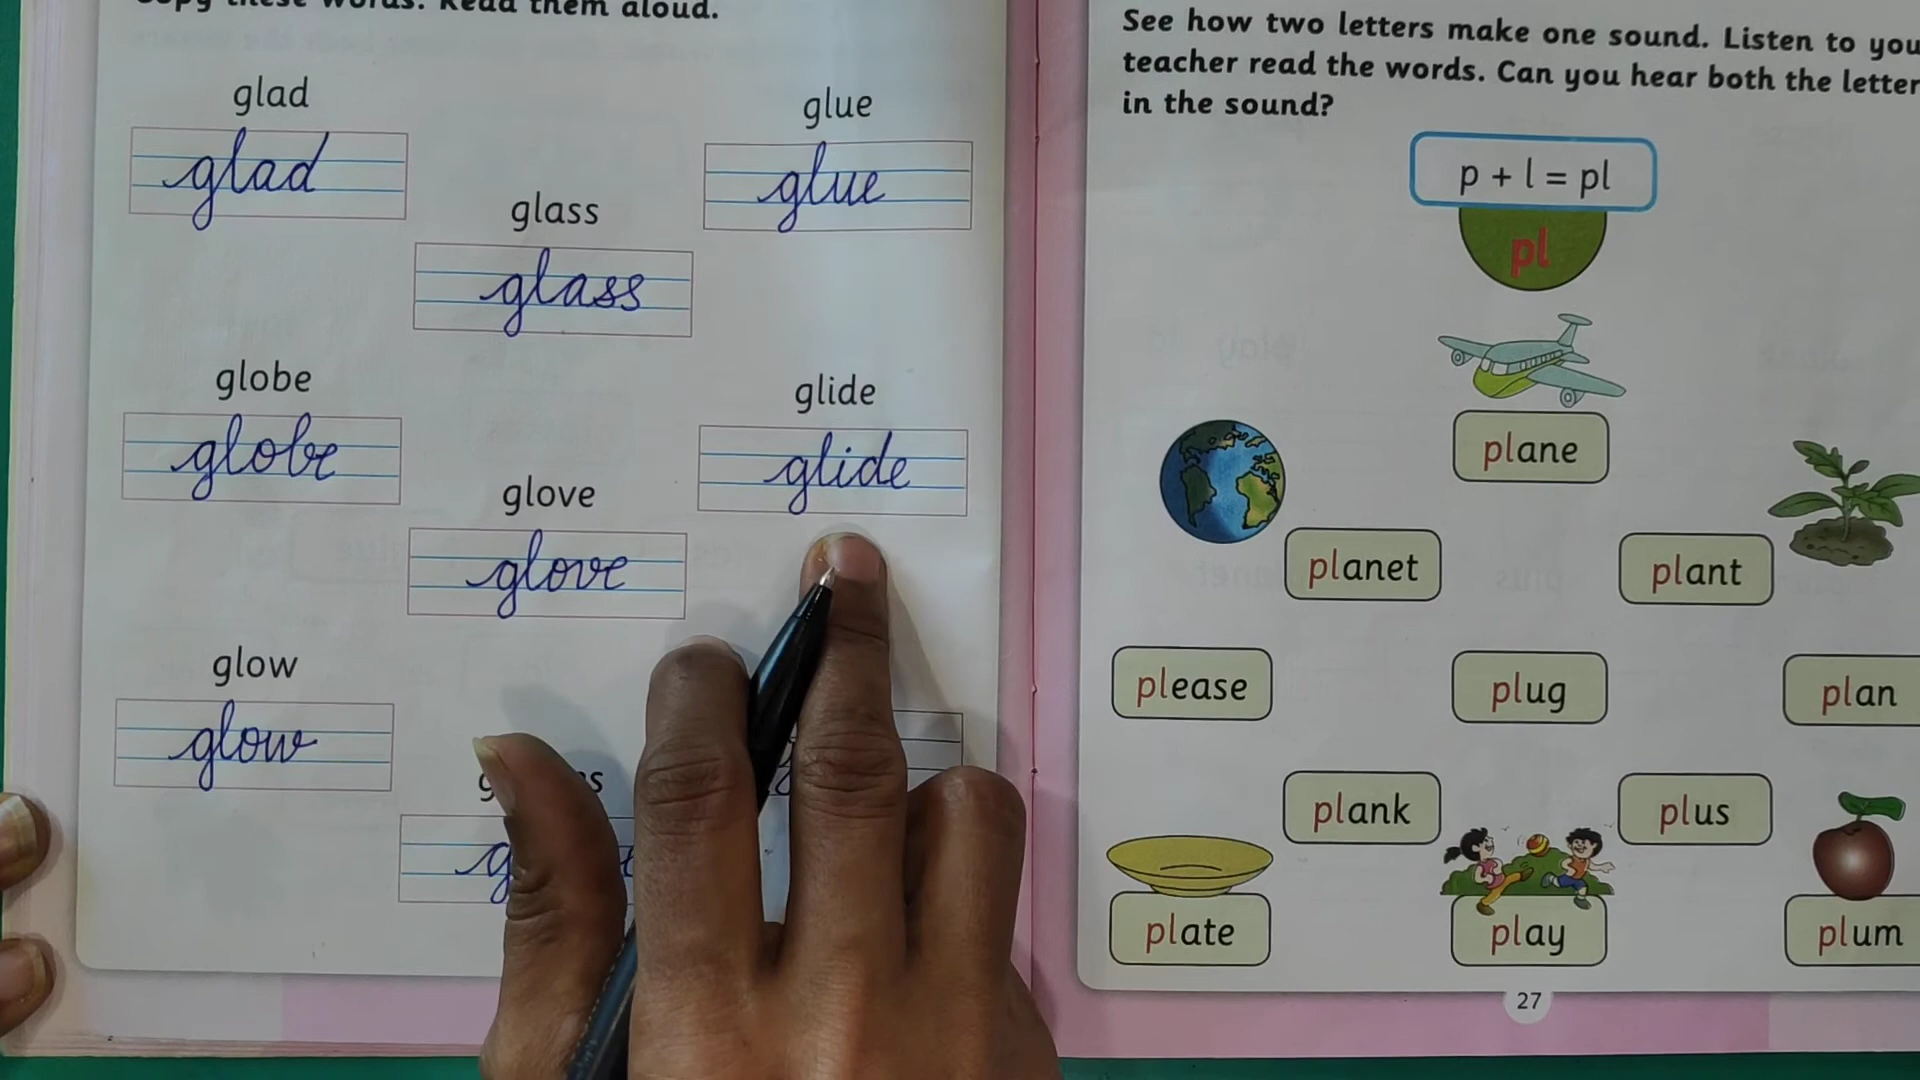 these words. Read them aloud.
glad
glad
glue
glue
glass
glass
globe
globe
glide
glide
glove
glove
glow
glow
See how two letters make one sound. Listen to you
teacher read the words. Can you hear both the letter
in the sound?
p + l = pl
pl
plane
planet
plant
please
plug
plan
plank
plus
plate
play
plum
27